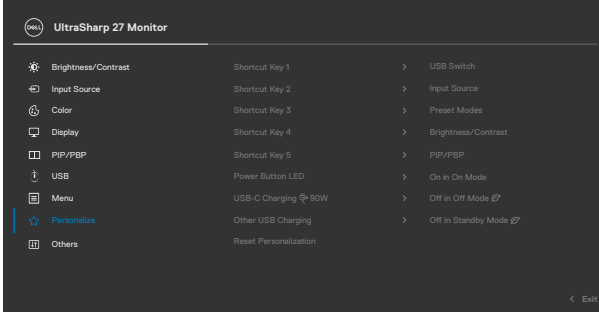 DELL UltraSharp 27 Monitor
Brightness/Contrast Shortcut Key 1 > USB Switch
Input Source Shortcut Key 2 > Input Source
Color Shortcut Key 3 > Preset Modes
Display Shortcut Key 4 > Brightness/Contrast
PIP/PBP Shortcut Key 5 > PIP/PBP
USB Power Button LED > On in On Mode
Menu USB-C Charging 90W > Off in Off Mode
Personalize Other USB Charging > Off in Standby Mode
Others Reset Personalization
< Exit